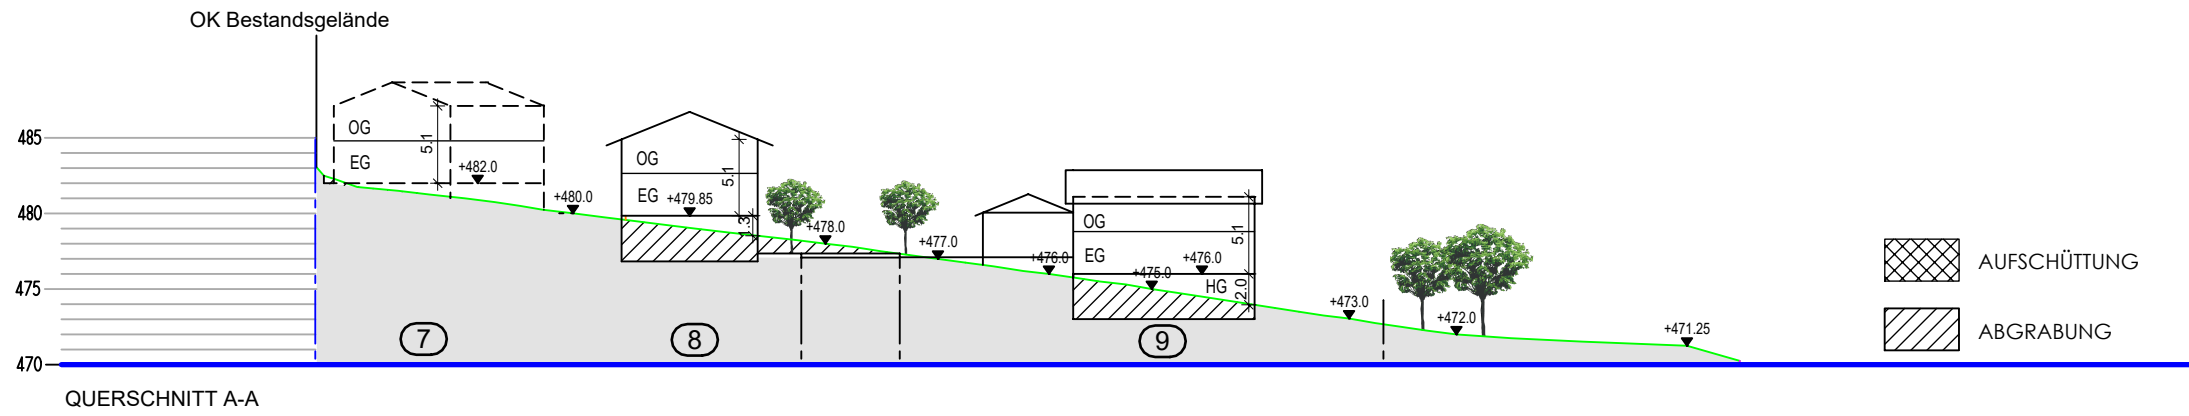 OK Bestandsgelände
485
480
475
470
OG
EG
5.1
+482.0
+480.0
OG
EG
5.1
+479.85
1.3
+478.0
+477.0
+476.0
OG
EG
5.1
+476.0
+475.0
HG
2.0
+473.0
+472.0
+471.25
7
8
9
AUFSCHÜTTUNG
ABGRABUNG
QUERSCHNITT A-A